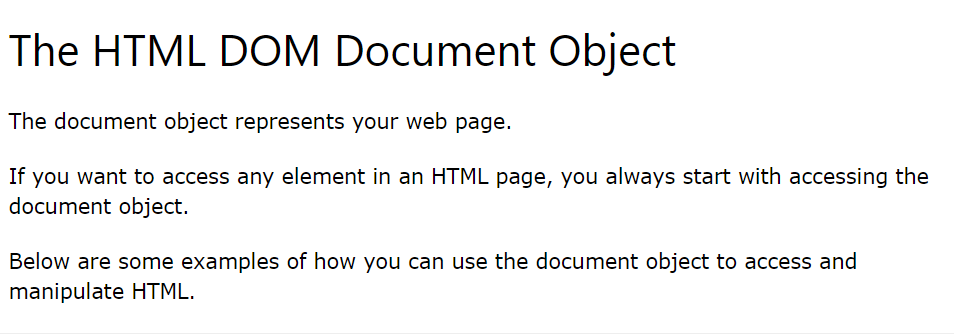 The HTML DOM Document Object
The document object represents your web page.
If you want to access any element in an HTML page, you always start with accessing the
document object.
Below are some examples of how you can use the document object to access and
manipulate HTML.